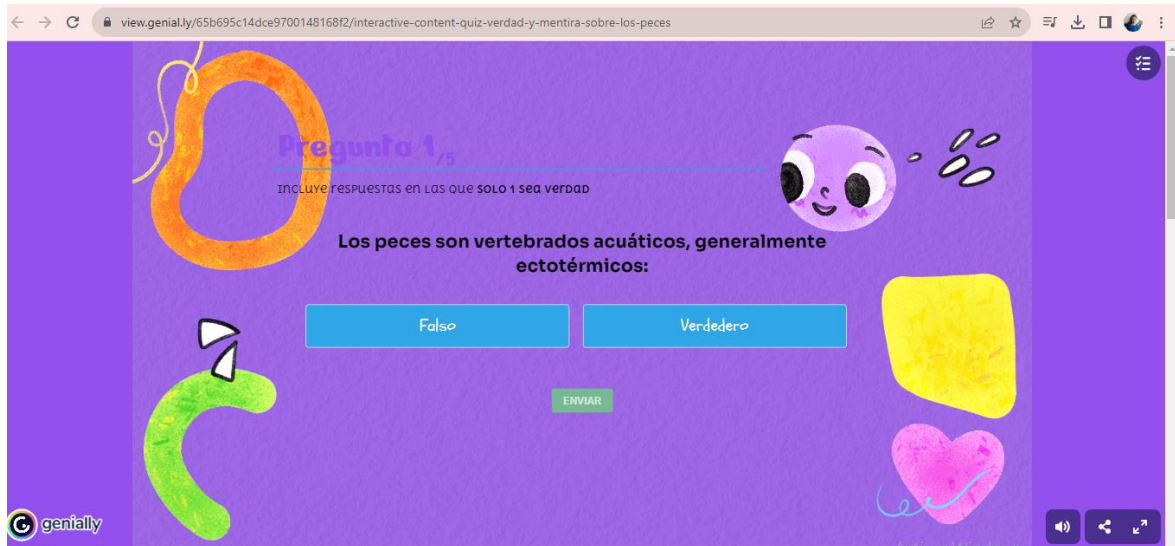 view.genial.ly/65b695c14dce9700148168f2/interactive-content-quiz-verdad-y-mentira-sobre-los-peces
Pregunta 1/5
Incluye respuestas en las que solo 1 sea verdad
Los peces son vertebrados acuáticos, generalmente
ectotérmicos:
Falso
Verdedero
ENVIAR
genially